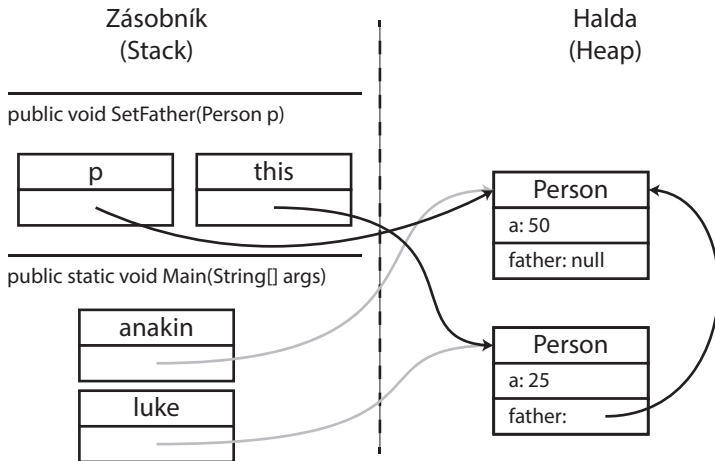 Zásobník
(Stack)
Halda
(Heap)
public void SetFather(Person p)
p
this
public static void Main(String[] args)
anakin
luke
Person
a: 50
father: null
Person
a: 25
father: